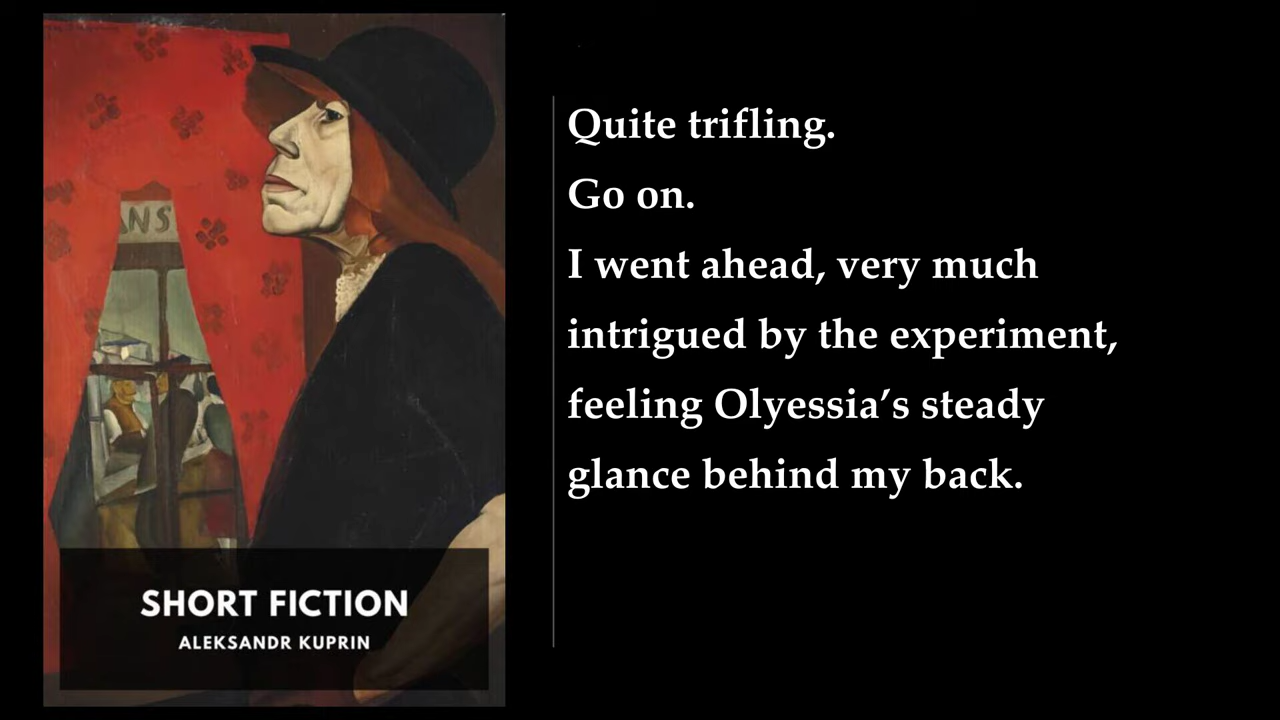 Quite trifling.
Go on.
I went ahead, very much
intrigued by the experiment,
feeling Olyessia’s steady
glance behind my back.
ANS
SHORT FICTION
ALEKSANDR KUPRIN